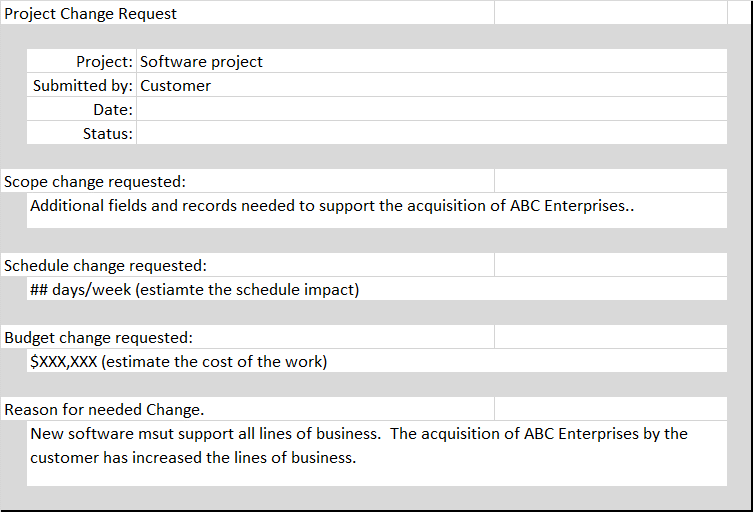 Project Change Request
Project: Software project
Submitted by: Customer
Date:
Status:
Scope change requested:
Additional fields and records needed to support the acquisition of ABC Enterprises..
Schedule change requested:
## days/week (estiamte the schedule impact)
Budget change requested:
$XXX,XXX (estimate the cost of the work)
Reason for needed Change.
New software msut support all lines of business.  The acquisition of ABC Enterprises by the
customer has increased the lines of business.